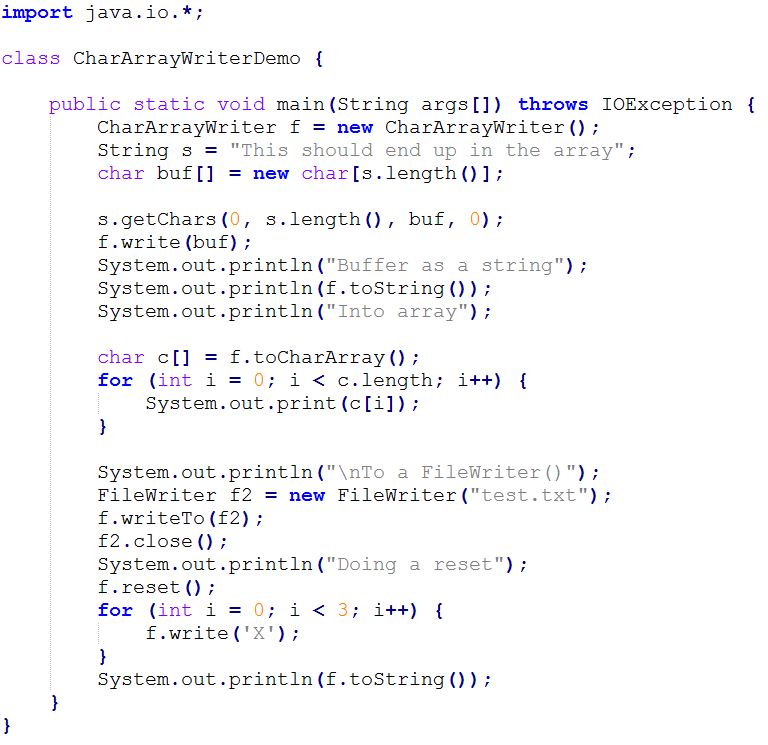 import java.io.*;

class CharArrayWriterDemo {

    public static void main(String args[]) throws IOException {
        CharArrayWriter f = new CharArrayWriter();
        String s = "This should end up in the array";
        char buf[] = new char[s.length()];

        s.getChars(0, s.length(), buf, 0);
        f.write(buf);
        System.out.println("Buffer as a string");
        System.out.println(f.toString());
        System.out.println("Into array");

        char c[] = f.toCharArray();
        for (int i = 0; i < c.length; i++) {
            System.out.print(c[i]);
        }

        System.out.println("\nTo a FileWriter()");
        FileWriter f2 = new FileWriter("test.txt");
        f.writeTo(f2);
        f2.close();
        System.out.println("Doing a reset");
        f.reset();
        for (int i = 0; i < 3; i++) {
            f.write('X');
        }
        System.out.println(f.toString());
    }
}